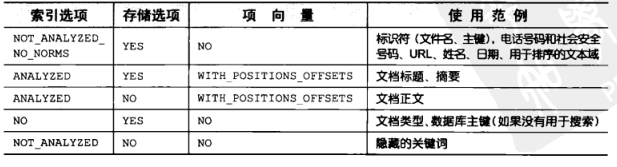 索引选项 存储选项 项 向 量 使 用 范 例
NOT_ANALYZED_
NO_NORMS YES NO 标识符（文件名、主键），电话号码和社会安全
号码、URL、姓名、日期、用于排序的文本域
ANALYZED YES WITH_POSITIONS_OFFSETS 文档标题、摘要
ANALYZED NO WITH_POSITIONS_OFFSETS 文档正文
NO YES NO 文档类型、数据库主键（如果没有用于搜索）
NOT_ANALYZED NO NO 隐藏的关键词